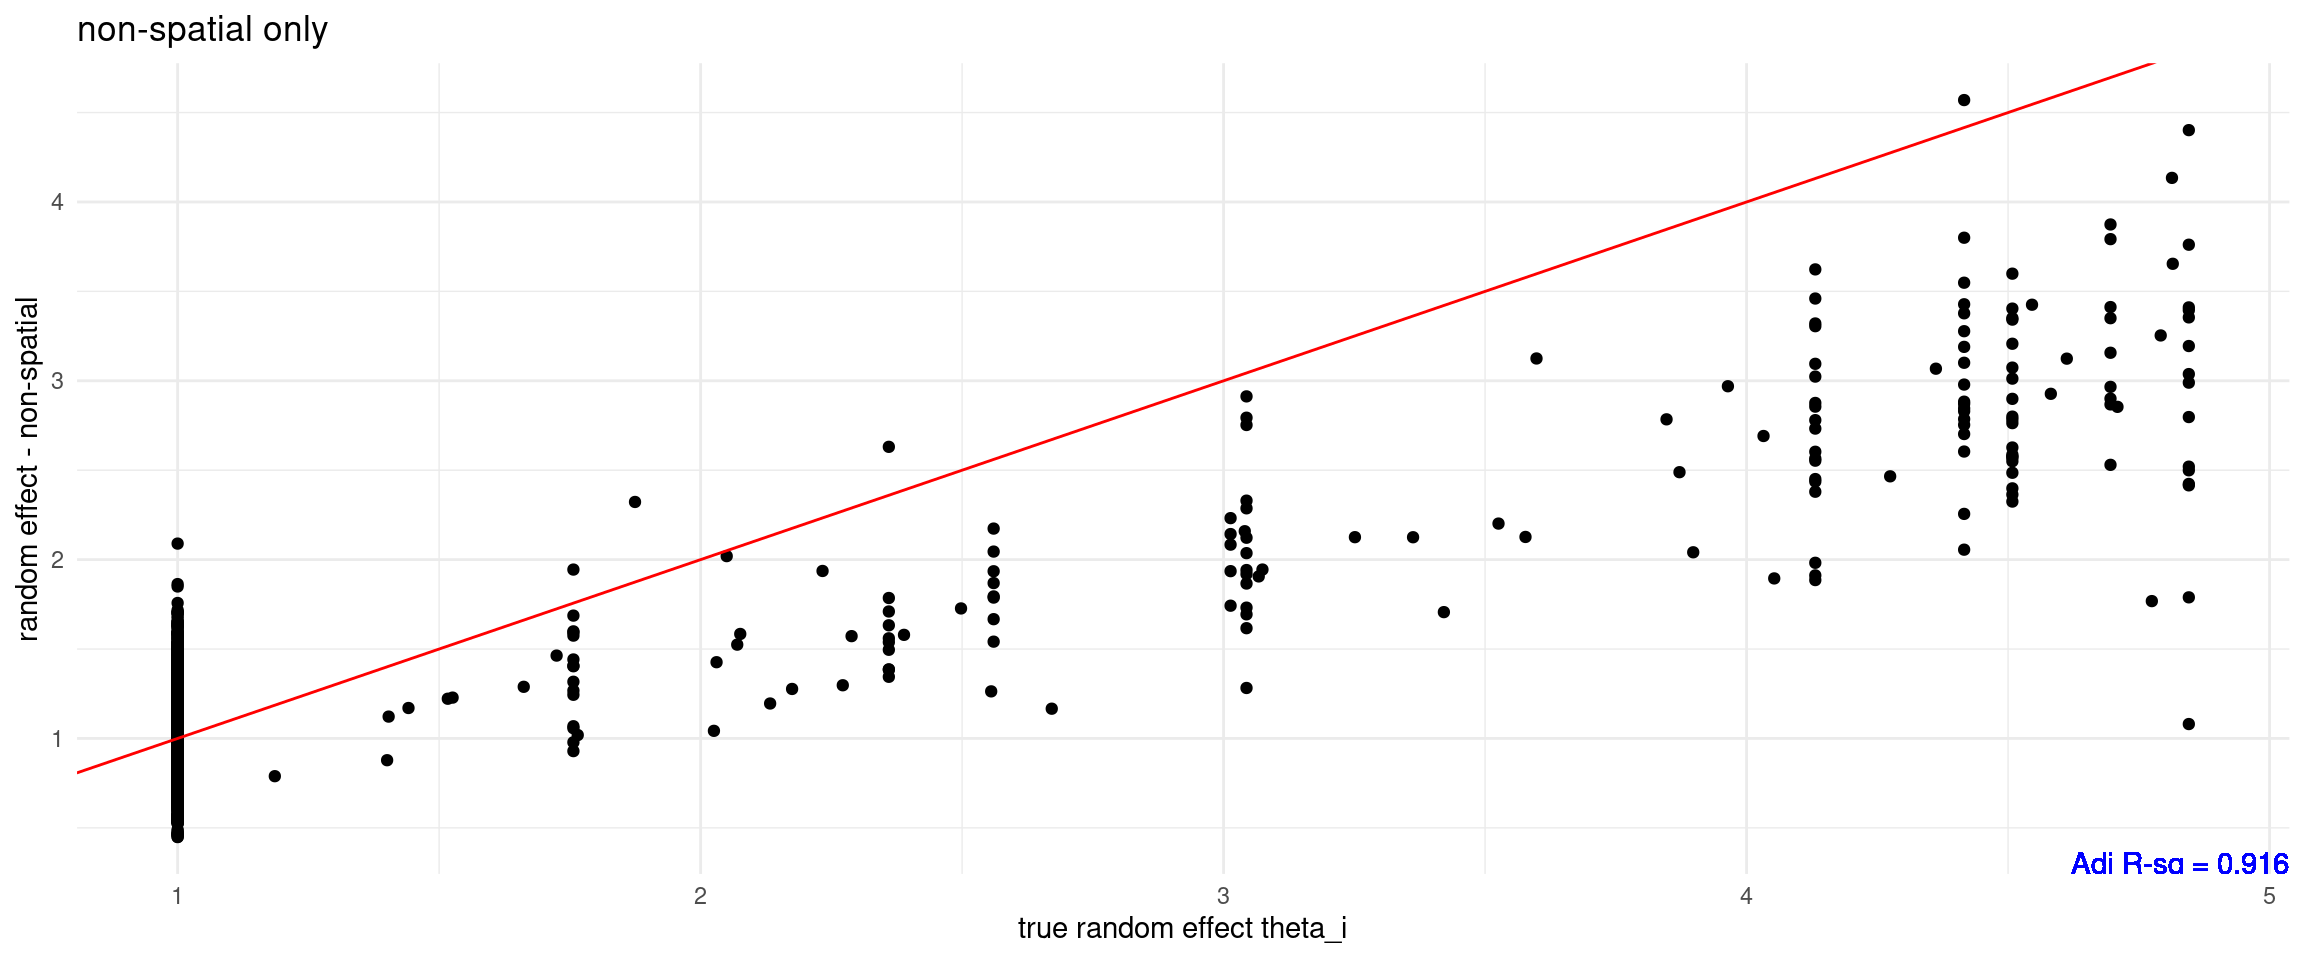 non-spatial only
random effect - non-spatial
4
3
2
1
Adj R-sq = 0.916
1 2 3 4 5
true random effect theta_i